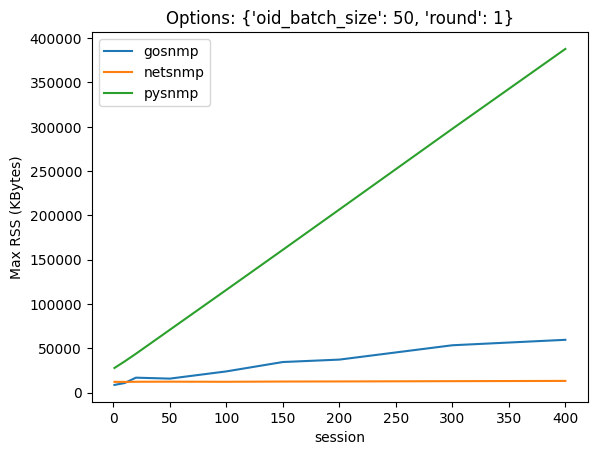 Options: {'oid_batch_size': 50, 'round': 1}
gosnmp
netsnmp
pysnmp
Max RSS (KBytes)
400000
350000
300000
250000
200000
150000
100000
50000
0
0 50 100 150 200 250 300 350 400
session